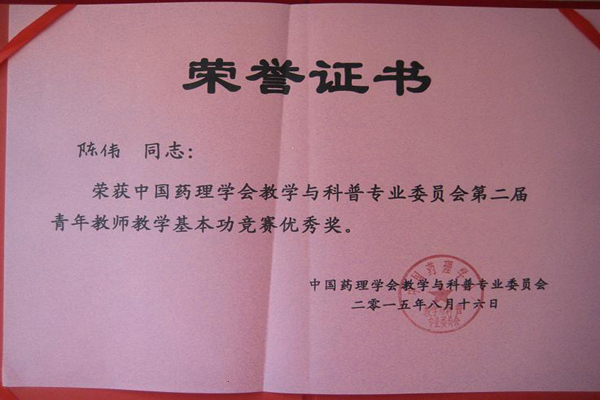 荣誉证书
陈伟 同志：
荣获中国药理学会教学与科普专业委员会第二届
青年教师教学基本功竞赛优秀奖。
中国药理学会教学与科普专业委员会
二零一五年八月十六日